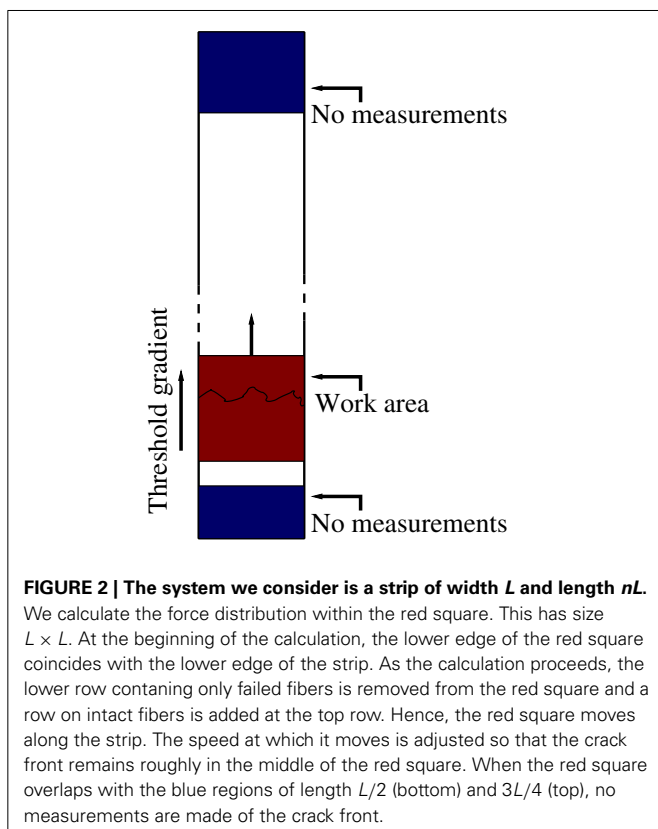 No measurements
Threshold gradient
Work area
No measurements
FIGURE 2 | The system we consider is a strip of width L and length nL.
We calculate the force distribution within the red square. This has size
L × L. At the beginning of the calculation, the lower edge of the red square
coincides with the lower edge of the strip. As the calculation proceeds, the
lower row contaning only failed fibers is removed from the red square and a
row on intact fibers is added at the top row. Hence, the red square moves
along the strip. The speed at which it moves is adjusted so that the crack
front remains roughly in the middle of the red square. When the red square
overlaps with the blue regions of length L/2 (bottom) and 3L/4 (top), no
measurements are made of the crack front.